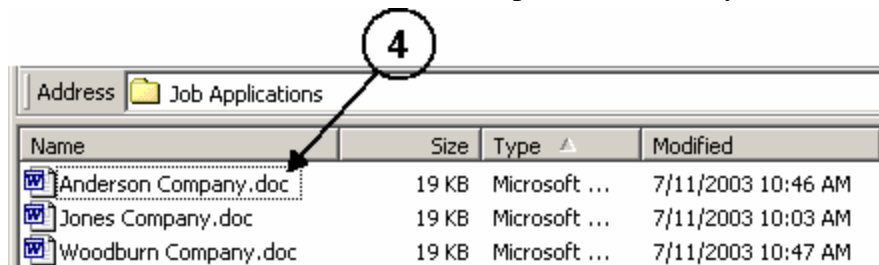 4
Address Job Applications
Name Size Type Modified
Anderson Company.doc 19 KB Microsoft ... 7/11/2003 10:46 AM
Jones Company.doc 19 KB Microsoft ... 7/11/2003 10:03 AM
Woodburn Company.doc 19 KB Microsoft ... 7/11/2003 10:47 AM